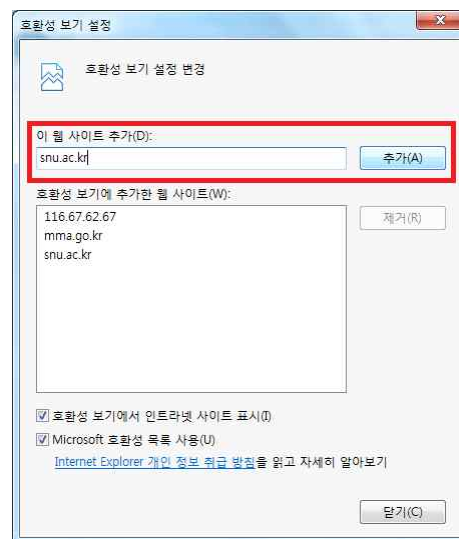 호환성 보기 설정
호환성 보기 설정 변경
이 웹 사이트 추가(D):
snu.ac.kr
추가(A)
호환성 보기에 추가한 웹 사이트(W):
116.67.62.67
제거(R)
mma.go.kr
snu.ac.kr
호환성 보기에서 인트라넷 사이트 표시(I)
Microsoft 호환성 목록 사용(U)
Internet Explorer 개인 정보 취급 방침을 읽고 자세히 알아보기
닫기(C)